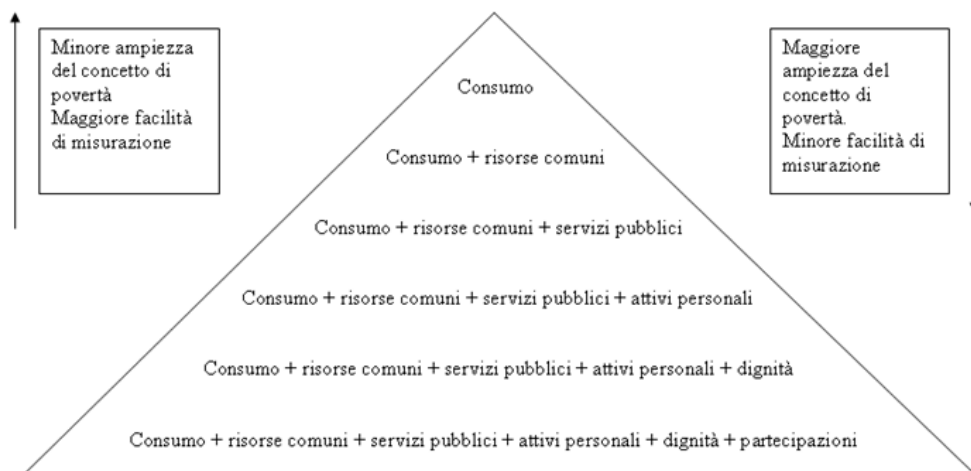 Minore ampiezza
del concetto di
povertà
Maggiore facilità
di misurazione
Maggiore
ampiezza del
concetto di
povertà.
Minore facilità di
misurazione
Consumo
Consumo + risorse comuni
Consumo + risorse comuni + servizi pubblici
Consumo + risorse comuni + servizi pubblici + attivi personali
Consumo + risorse comuni + servizi pubblici + attivi personali + dignità
Consumo + risorse comuni + servizi pubblici + attivi personali + dignità + partecipazioni